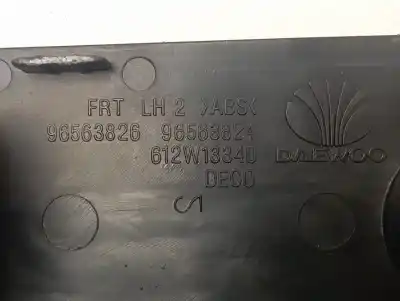 FRT LH 2 >ABS<
96563826 96563824
612W13340
DAEWOO
DECO
S